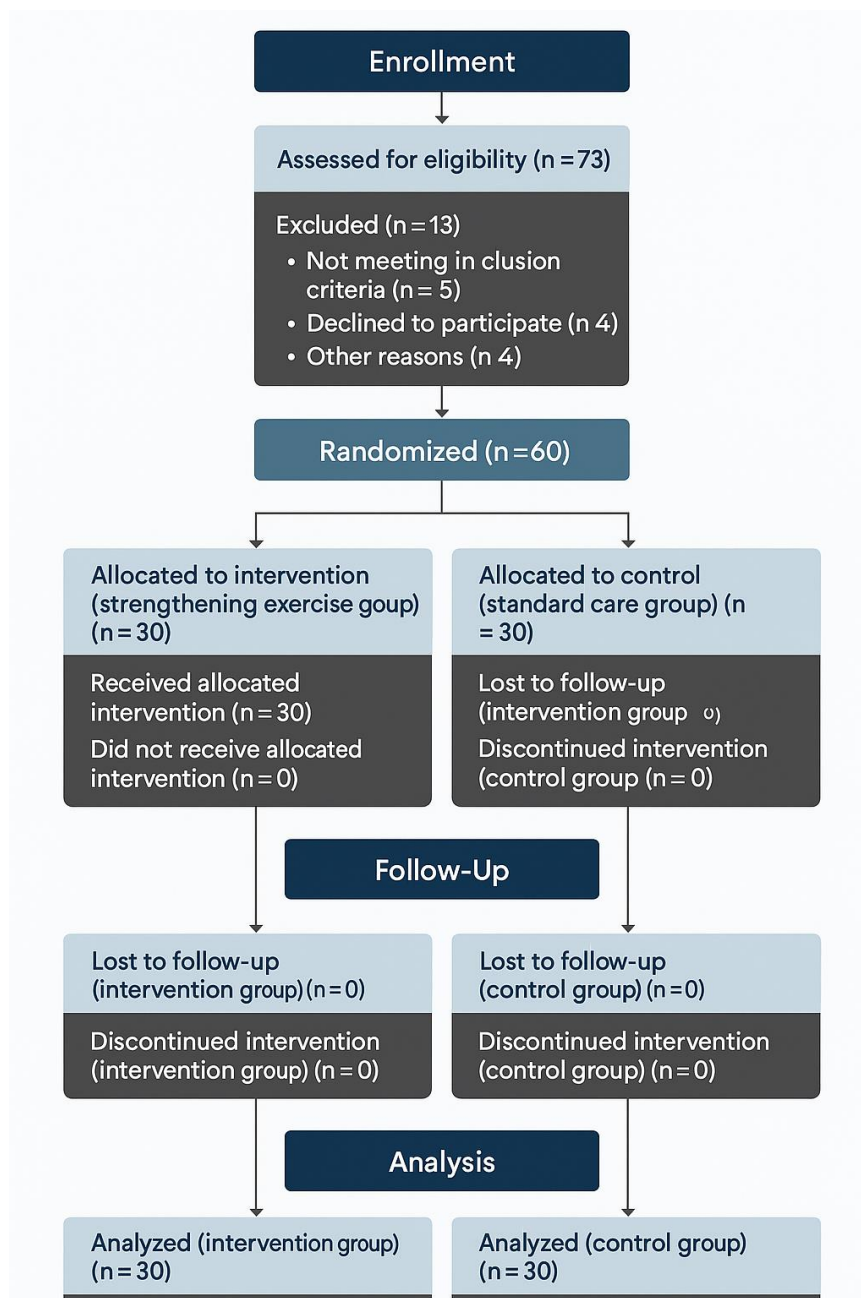 Enrollment
Assessed for eligibility (n = 73)
Excluded (n = 13)
• Not meeting in clusion
criteria (n = 5)
• Declined to participate (n 4)
• Other reasons (n 4)
Randomized (n = 60)
Allocated to intervention
(strengthening exercise goup)
(n = 30)
Received allocated
intervention (n = 30)
Did not receive allocated
intervention (n = 0)
Allocated to control
(standard care group) (n
= 30)
Lost to follow-up
(intervention group
Discontinued intervention
(control group (n = 0)
Follow-Up
Lost to follow-up
(intervention group) (n = 0)
Discontinued intervention
(intervention group) (n = 0)
Lost to follow-up
(control group) (n = 0)
Discontinued intervention
(control group) (n = 0)
Analysis
Analyzed (intervention group)
(n = 30)
Analyzed (control group)
(n = 30)